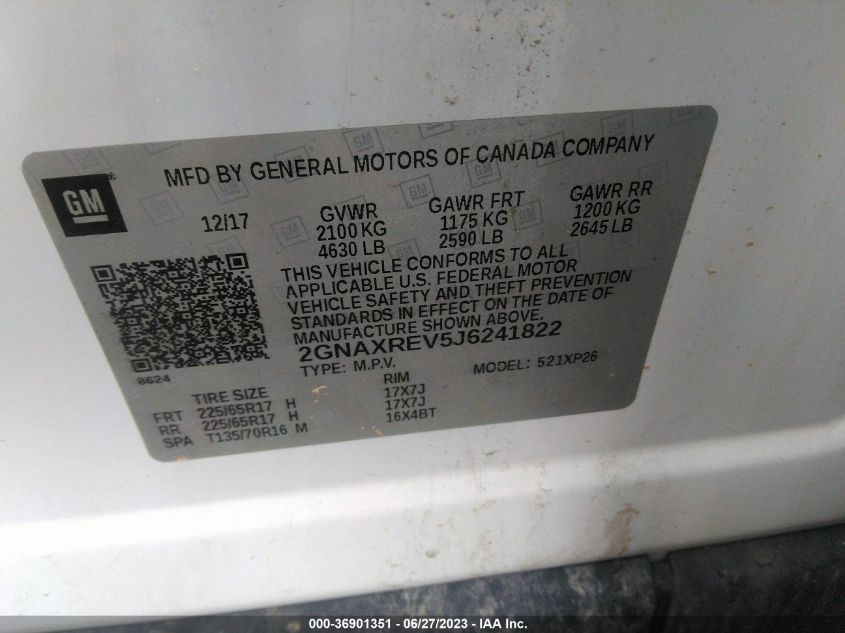 MFD BY GENERAL MOTORS OF CANADA COMPANY
GM
12/17
GVWR
2100 KG
4630 LB
GAWR FRT
1175 KG
2590 LB
GAWR RR
1200 KG
2645 LB
THIS VEHICLE CONFORMS TO ALL
APPLICABLE U.S. FEDERAL MOTOR
VEHICLE SAFETY AND THEFT PREVENTION
STANDARDS IN EFFECT ON THE DATE OF
MANUFACTURE SHOWN ABOVE.
2GNAXREV5J6241822
TYPE: M.P.V. MODEL: 521XP26
8624
TIRE SIZE RIM
FRT 225/65R17 H 17X7J
RR 225/65R17 H 17X7J
SPA T135/70R16 M 16X4BT
000-36901351 - 06/27/2023 - © IAA Inc.